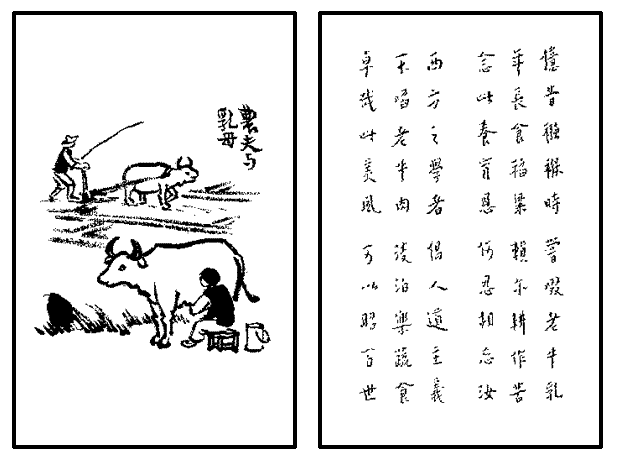 農夫与
乳母
憶昔襁褓時 嘗啜老牛乳
年長食稻粱 賴爾耕作苦
念此養育恩 何忍相忘汝
西方之學者 倡人道主義
不啗老牛肉 淡泊樂蔬食
卓哉此美風 可以昭百世